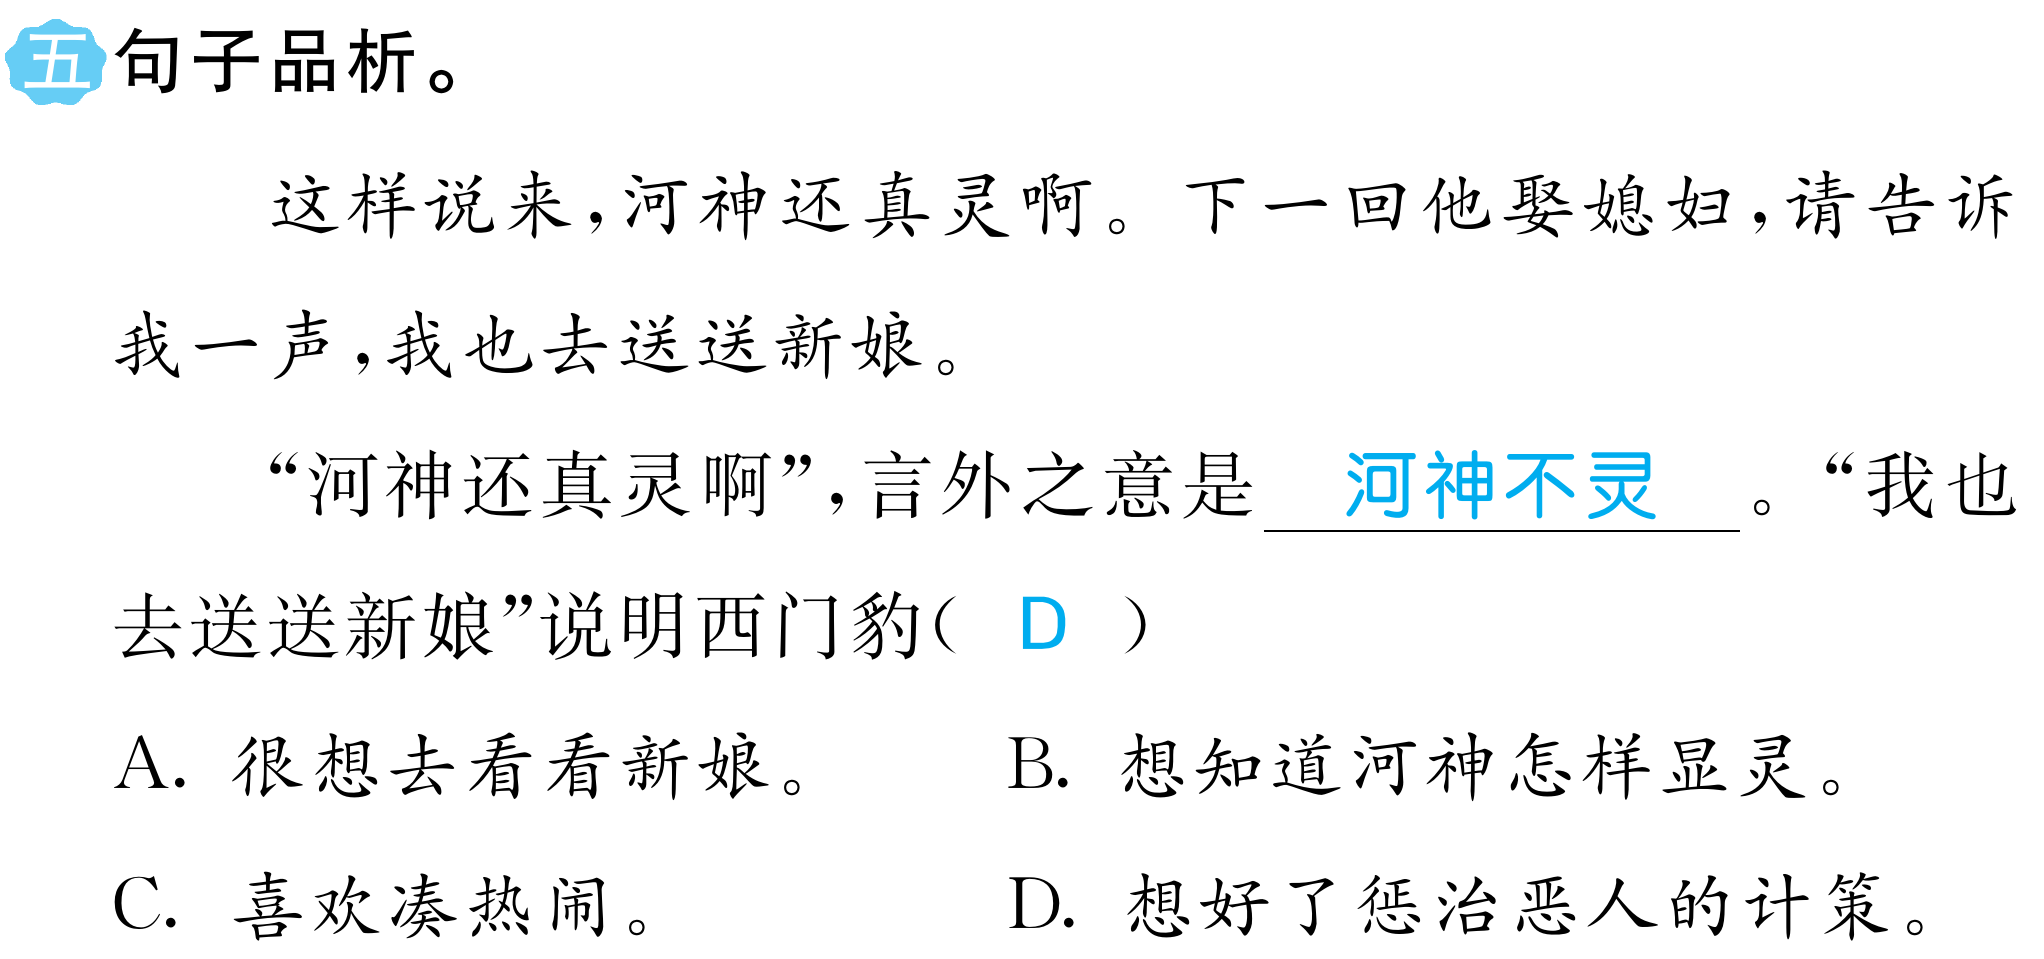 五 句子品析。
这样说来,河神还真灵啊。下一回他娶媳妇,请告诉
我一声,我也去送送新娘。
“河神还真灵啊”,言外之意是 河神不灵 。“我也
去送送新娘”说明西门豹( D )
A. 很想去看看新娘。 B. 想知道河神怎样显灵。
C. 喜欢凑热闹。 D. 想好了惩治恶人的计策。